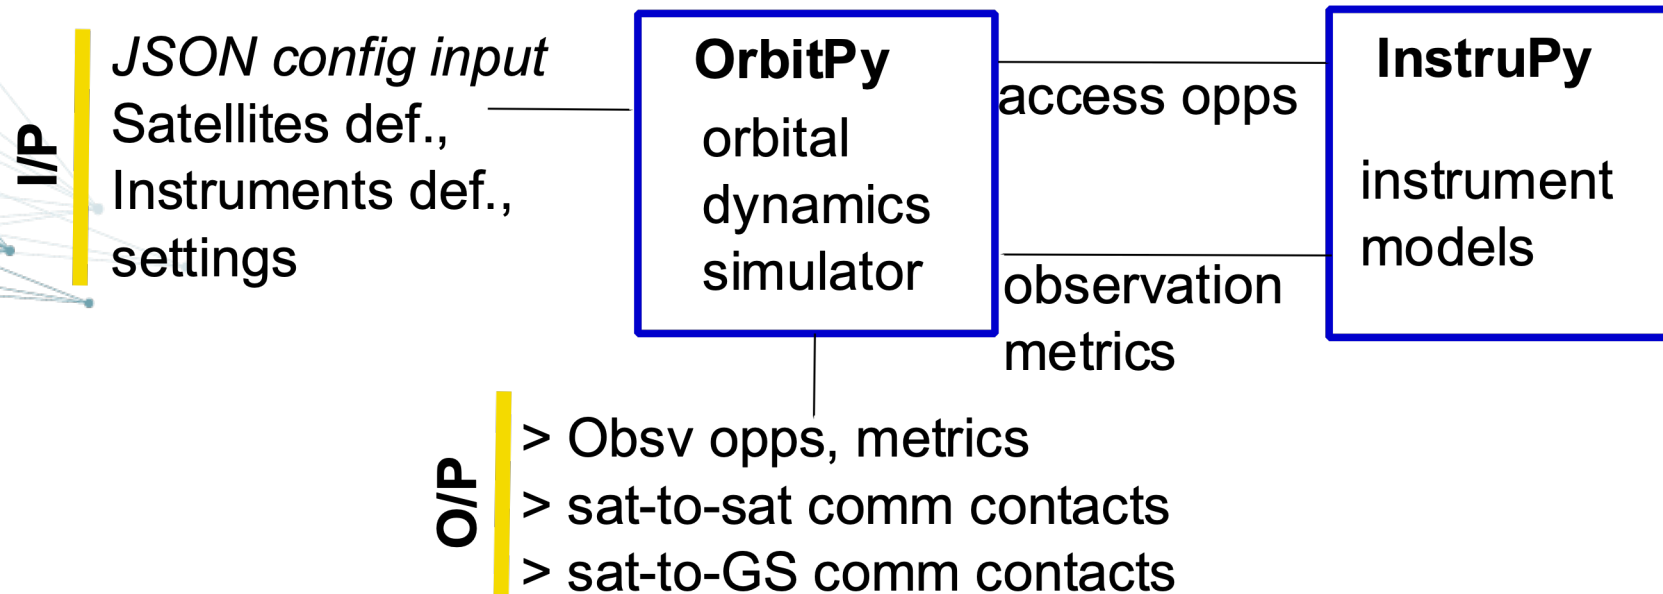 I/P
JSON config input
Satellites def.,
Instruments def.,
settings
OrbitPy
orbital
dynamics
simulator
access opps
observation
metrics
InstruPy
instrument
models
O/P
> Obsv opps, metrics
> sat-to-sat comm contacts
> sat-to-GS comm contacts